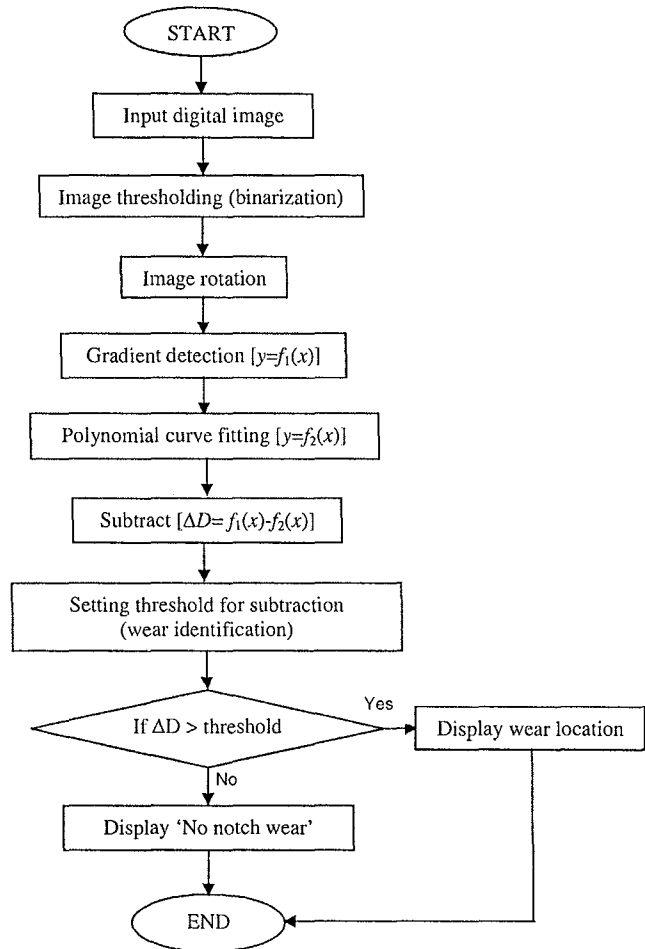 START
Input digital image
Image thresholding (binarization)
Image rotation
Gradient detection [y=f₁(x)]
Polynomial curve fitting [y=f₂(x)]
Subtract [ΔD= f₁(x)-f₂(x)]
Setting threshold for subtraction
(wear identification)
If ΔD > threshold
Yes
Display wear location
No
Display ‘No notch wear’
END